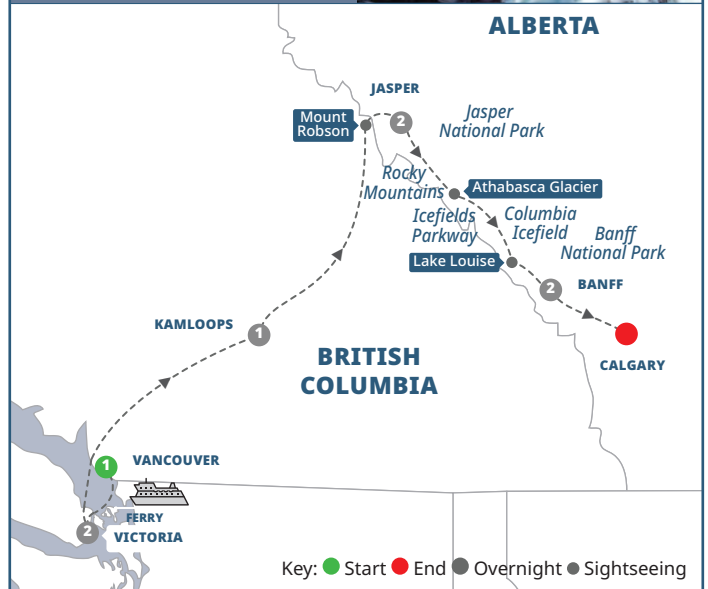 ALBERTA
JASPER
2
Jasper
National Park
Mount
Robson
Rocky
Mountains
Athabasca Glacier
Icefields
Parkway
Columbia
Icefield
Banff
National Park
Lake Louise
2
BANFF
KAMLOOPS
1
CALGARY
BRITISH
COLUMBIA
1
VANCOUVER
FERRY
2
VICTORIA
Key: Start End Overnight Sightseeing